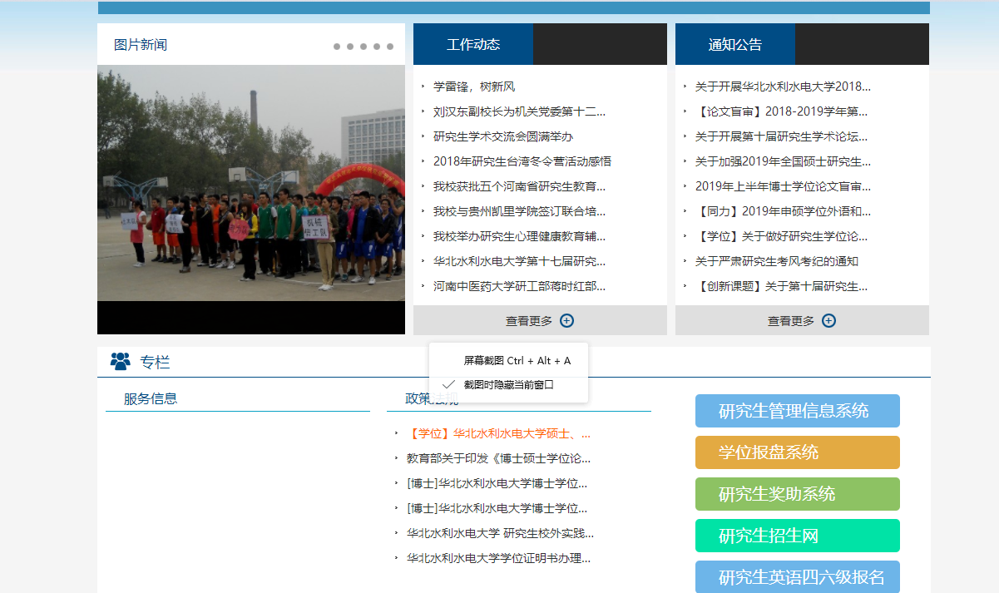 图片新闻
工作动态
学雷锋，树新风
刘汉东副校长为机关党委第十二...
研究生学术交流会圆满举办
2018年研究生台湾冬令营活动感悟
我校获批五个河南省研究生教育...
我校与贵州凯里学院签订联合培...
我校举办研究生心理健康教育辅...
华北水利水电大学第十七届研究...
河南中医药大学研工部蒋时红部...
查看更多
通知公告
关于开展华北水利水电大学2018...
【论文盲审】2018-2019学年第...
关于开展第十届研究生学术论坛...
关于加强2019年全国硕士研究生...
2019年上半年博士学位论文盲审...
【同力】2019年申硕学位外语和...
【学位】关于做好研究生学位论...
关于严肃研究生考风考纪的通知
【创新课题】关于第十届研究生...
查看更多
机械
职工队
屏幕截图 Ctrl + Alt + A
截图时隐藏当前窗口
专栏
服务信息
政策法规
【学位】华北水利水电大学硕士、...
教育部关于印发《博士硕士学位论...
[博士]华北水利水电大学博士学位...
[博士]华北水利水电大学博士学位...
华北水利水电大学 研究生校外实践...
华北水利水电大学学位证明书办理...
研究生管理信息系统
学位报盘系统
研究生奖助系统
研究生招生网
研究生英语四六级报名